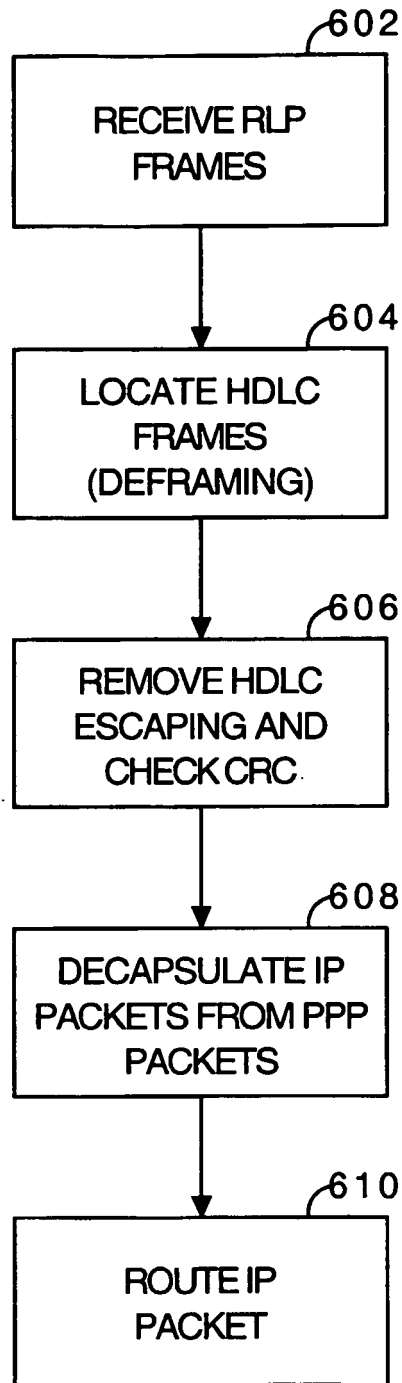 602
RECEIVE RLP
FRAMES
604
LOCATE HDLC
FRAMES
(DEFRAMING)
606
REMOVE HDLC
ESCAPING AND
CHECK CRC
608
DECAPSULATE IP
PACKETS FROM PPP
PACKETS
610
ROUTE IP
PACKET